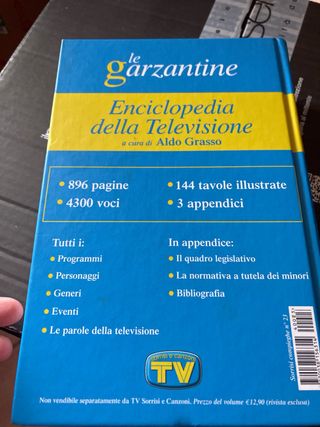 le
garzantine
Enciclopedia
della Televisione
a cura di Aldo Grasso
• 896 pagine
• 4300 voci
• 144 tavole illustrate
• 3 appendici
Tutti i:
• Programmi
• Personaggi
• Generi
• Eventi
• Le parole della televisione
In appendice:
• Il quadro legislativo
• La normativa a tutela dei minori
• Bibliografia
Sorrisi e canzoni
TV
Non vendibile separatamente da TV Sorrisi e Canzoni. Prezzo del volume €12,90 (rivista esclusa)